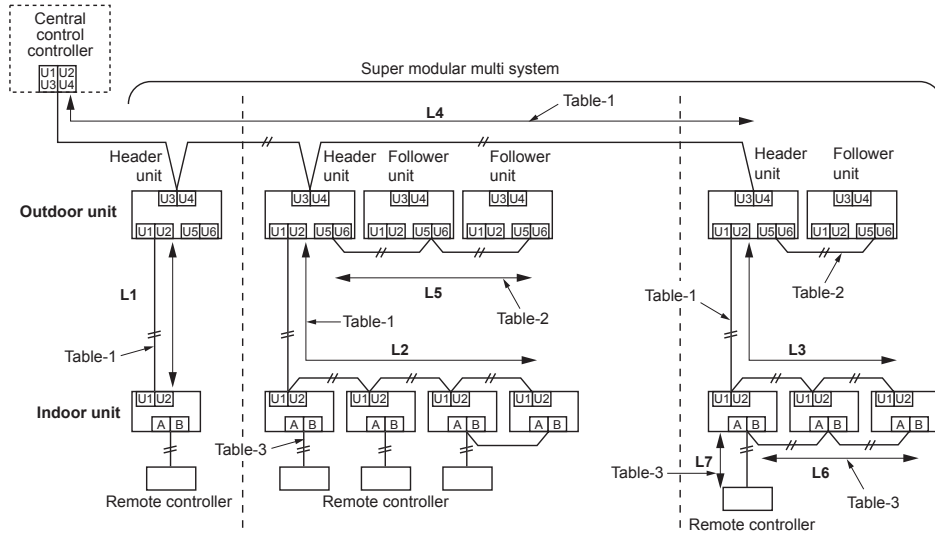 Central
control
controller
U1 U2
U3 U4
Super modular multi system
L4
Table-1
Header
unit
Header
unit
Follower
unit
Follower
unit
Header
unit
Follower
unit
Outdoor unit
U3 U4
U3 U4
U3 U4
U3 U4
U3 U4
U3 U4
U1 U2 U5 U6
U1 U2 U5 U6
U1 U2 U5 U6
U1 U2 U5 U6
U1 U2 U5 U6
U1 U2 U5 U6
L1
L5
Table-2
Table-1
Table-2
Table-1
Table-1
L2
L3
Indoor unit
U1 U2
U1 U2
U1 U2
U1 U2
U1 U2
U1 U2
U1 U2
U1 U2
A B
A B
A B
A B
A B
A B
A B
A B
Table-3
L7
L6
Table-3
Table-3
Remote controller
Remote controller
Remote controller